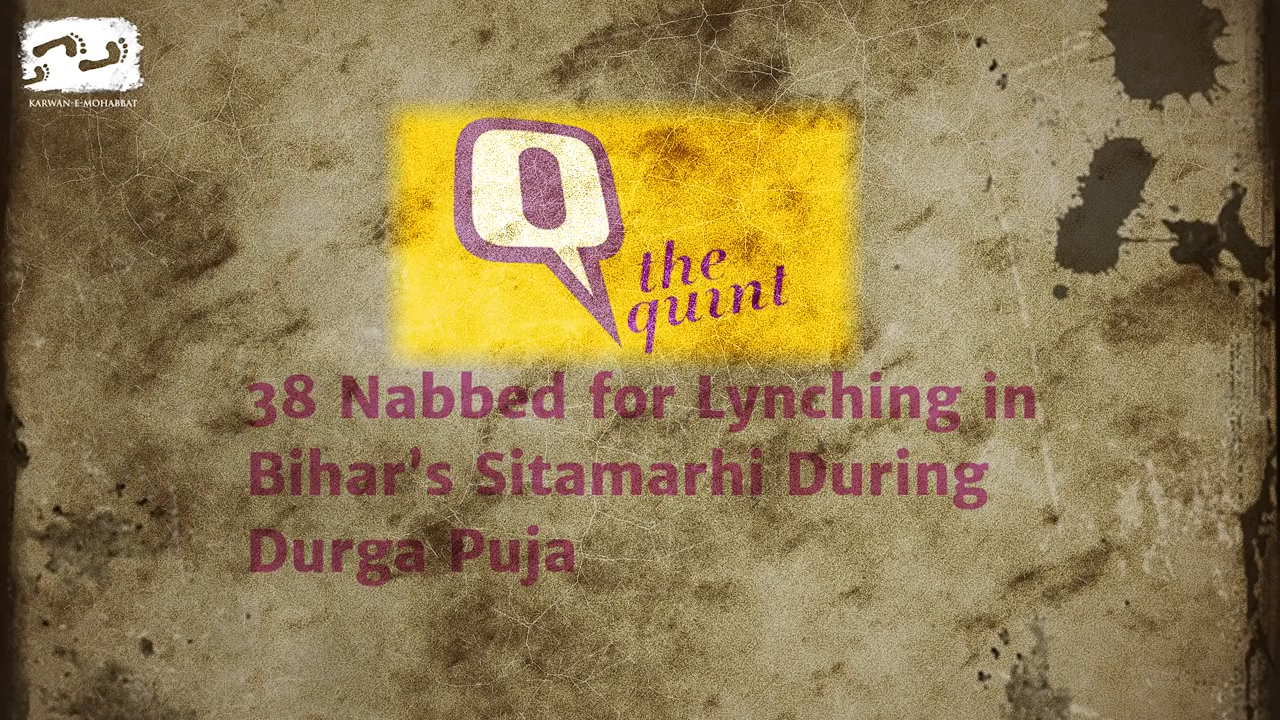 KARWAN-E-MOHABBAT
the
quint
38 Nabbed for Lynching in
Bihar's Sitamarhi During
Durga Puja